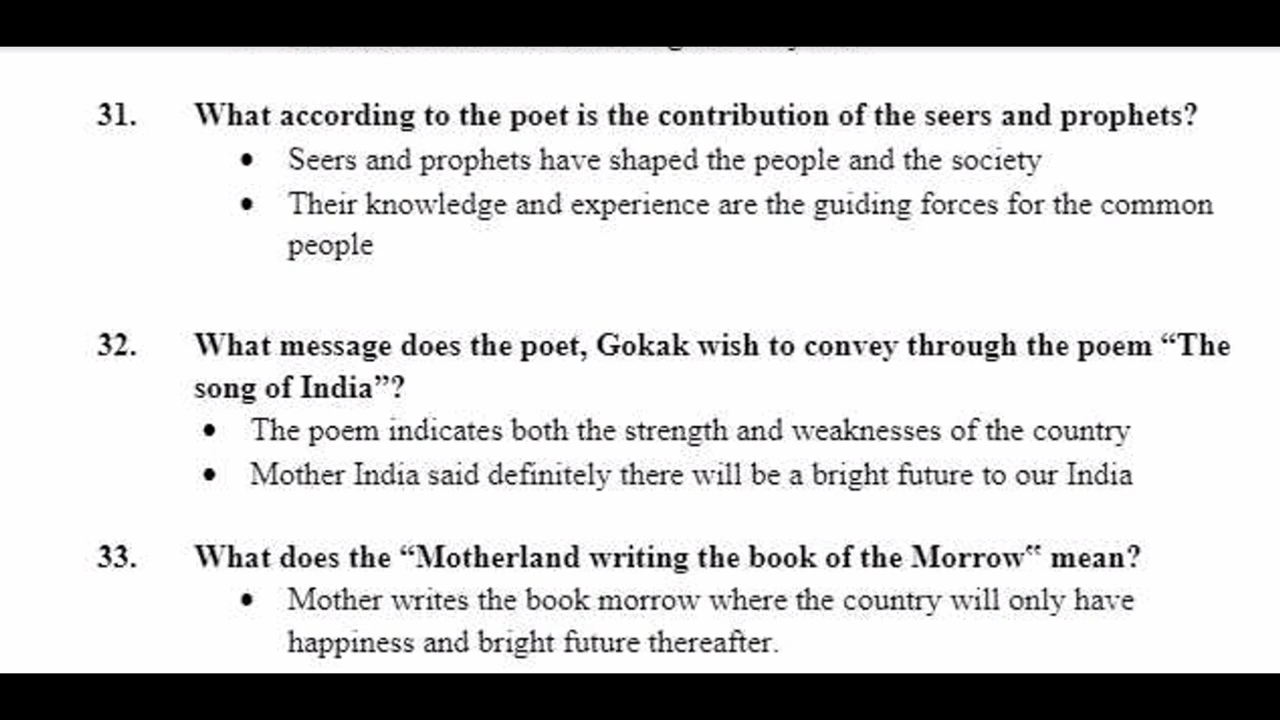 31. What according to the poet is the contribution of the seers and prophets?
• Seers and prophets have shaped the people and the society
• Their knowledge and experience are the guiding forces for the common
people
32. What message does the poet, Gokak wish to convey through the poem “The
song of India”?
• The poem indicates both the strength and weaknesses of the country
• Mother India said definitely there will be a bright future to our India
33. What does the “Motherland writing the book of the Morrow‟ mean?
• Mother writes the book morrow where the country will only have
happiness and bright future thereafter.